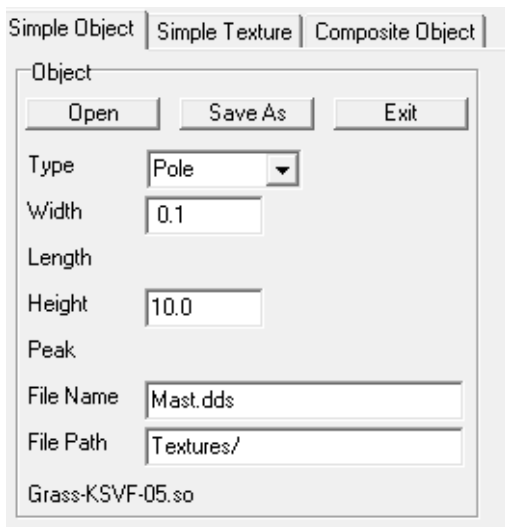 Simple Object Simple Texture Composite Object
Object
Open Save As Exit
Type Pole
Width 0.1
Length
Height 10.0
Peak
File Name Mast.dds
File Path Textures/
Grass-KSVF-05.so